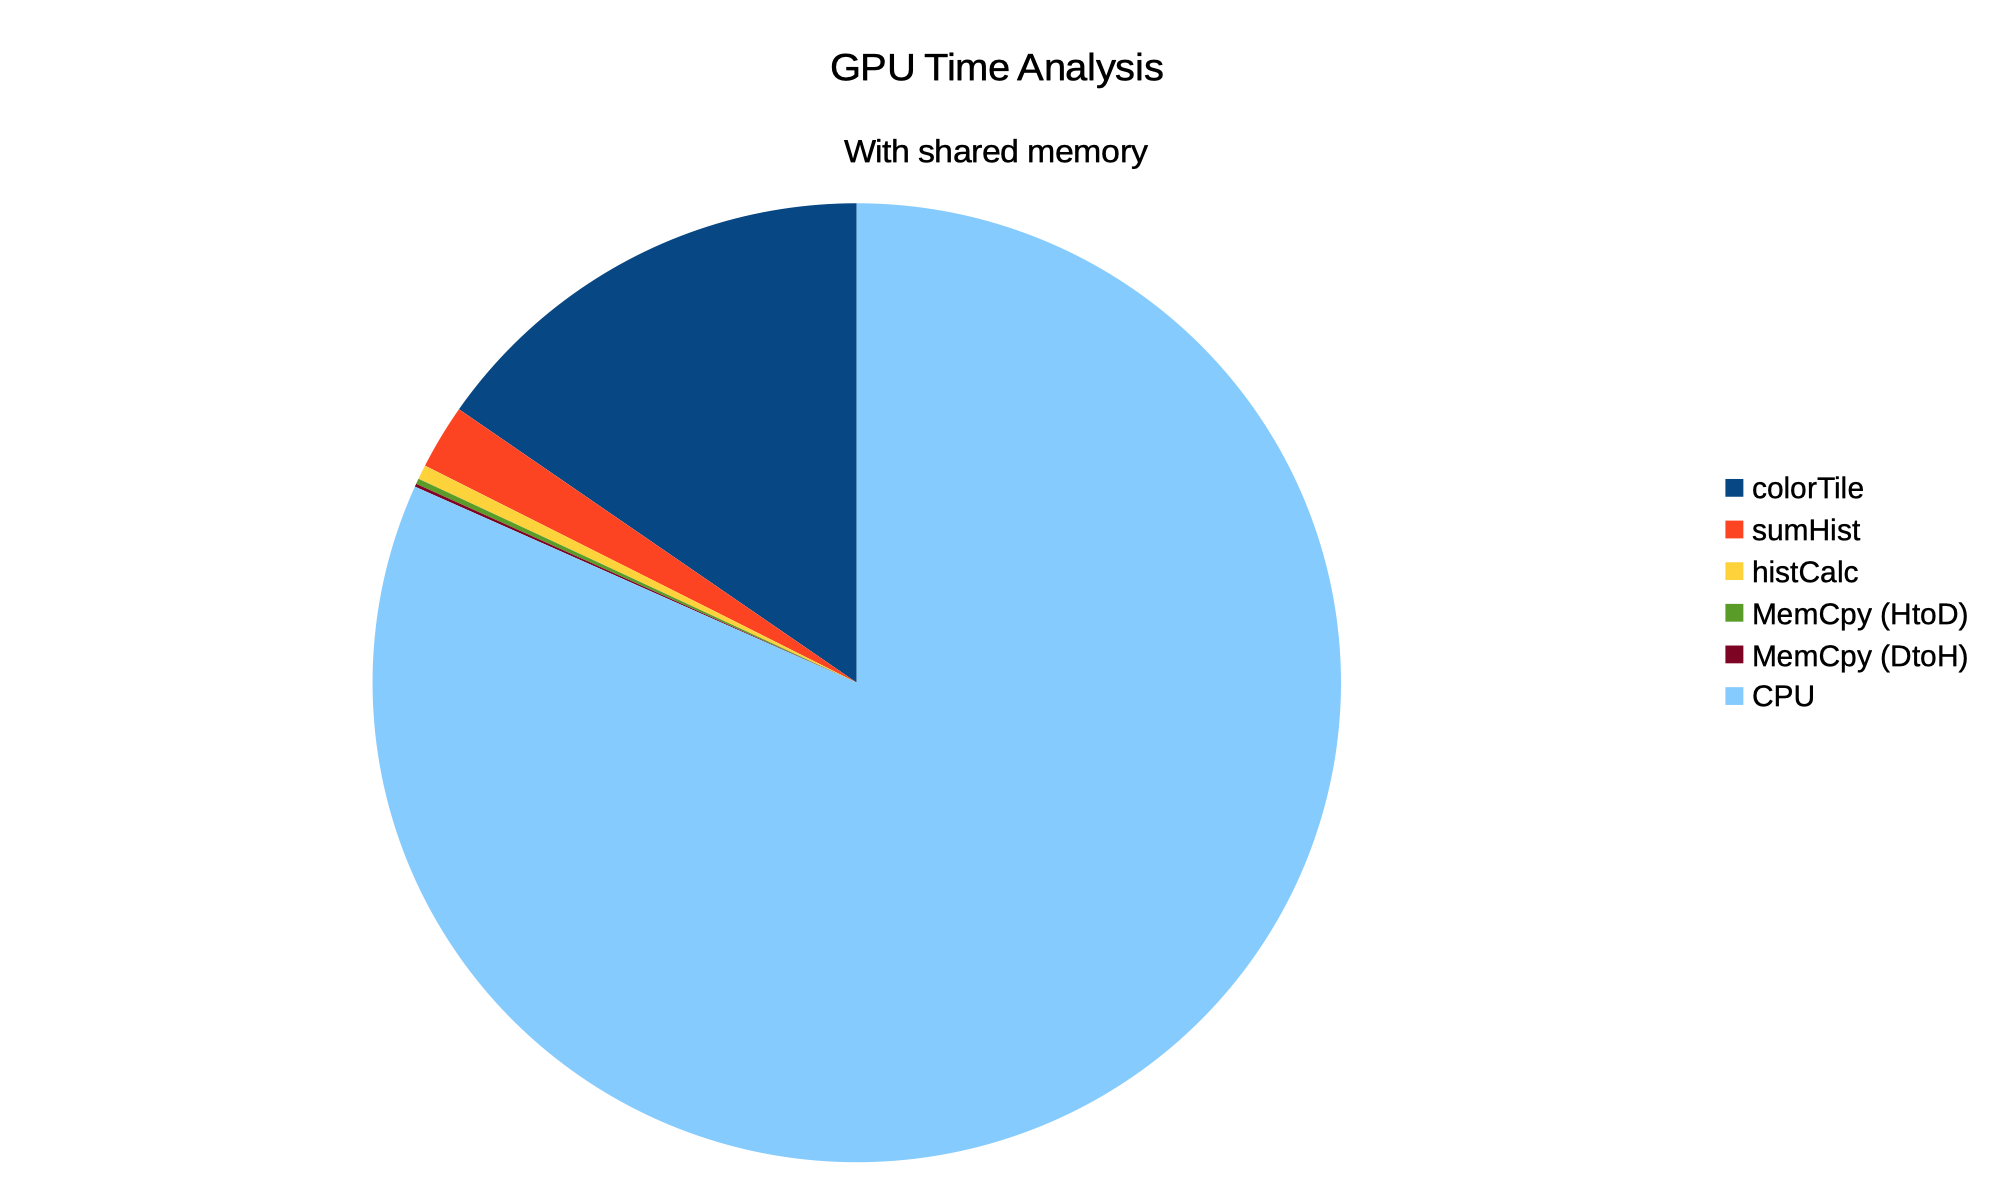 GPU Time Analysis
With shared memory
colorTile
sumHist
histCalc
MemCpy (HtoD)
MemCpy (DtoH)
CPU